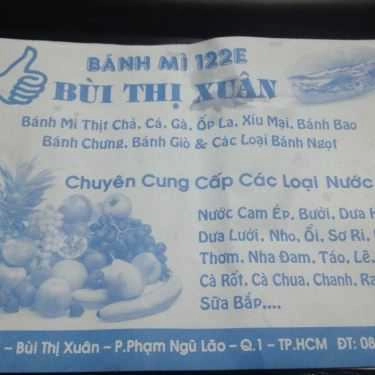 BÁNH MÌ 122E
BÙI THỊ XUÂN
Bánh Mì Thịt Chả, Cá, Gà, Ốp La, Xíu Mại, Bánh Bao
Bánh Chưng, Bánh Giò & Các Loại Bánh Ngọt
Chuyên Cung Cấp Các Loại Nước
Nước Cam Ép, Bưởi, Dưa H
Dưa Lưới, Nho, Ổi, Sơ Ri,
Thơm, Nha Đam, Táo, Lê,
Cà Rốt, Cà Chua, Chanh, Ra
Sữa Bắp....
– Bùi Thị Xuân – P.Phạm Ngũ Lão – Q.1 – TP.HCM ĐT: 08